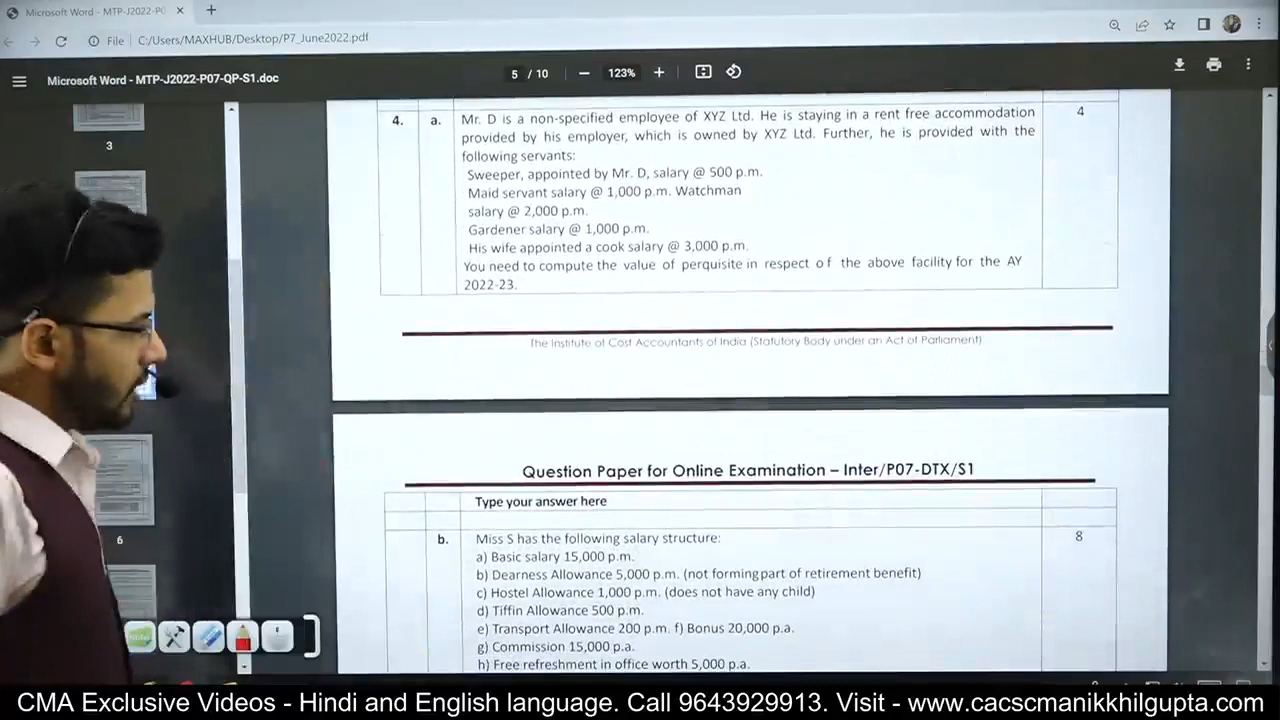 Microsoft Word - MTP-J2022-P0
File
C:/Users/MAXHUB/Desktop/P7_June2022.pdf
Microsoft Word - MTP-J2022-P07-QP-S1.doc
5 / 10
123%
3
6
4. a. Mr. D is a non-specified employee of XYZ Ltd. He is staying in a rent free accommodation 4
provided by his employer, which is owned by XYZ Ltd. Further, he is provided with the
following servants:
Sweeper, appointed by Mr. D, salary @ 500 p.m.
Maid servant salary @ 1,000 p.m. Watchman
salary @ 2,000 p.m.
Gardener salary @ 1,000 p.m.
His wife appointed a cook salary @ 3,000 p.m.
You need to compute the value of perquisite in respect of the above facility for the AY
2022-23.
The Institute of Cost Accountants of India (Statutory Body under an Act of Parliament)
Question Paper for Online Examination – Inter/P07-DTX/S1
Type your answer here
b. Miss S has the following salary structure: 8
a) Basic salary 15,000 p.m.
b) Dearness Allowance 5,000 p.m. (not forming part of retirement benefit)
c) Hostel Allowance 1,000 p.m. (does not have any child)
d) Tiffin Allowance 500 p.m.
e) Transport Allowance 200 p.m. f) Bonus 20,000 p.a.
g) Commission 15,000 p.a.
h) Free refreshment in office worth 5,000 p.a.
CMA Exclusive Videos - Hindi and English language. Call 9643929913. Visit - www.cacscmanikkhilgupta.com